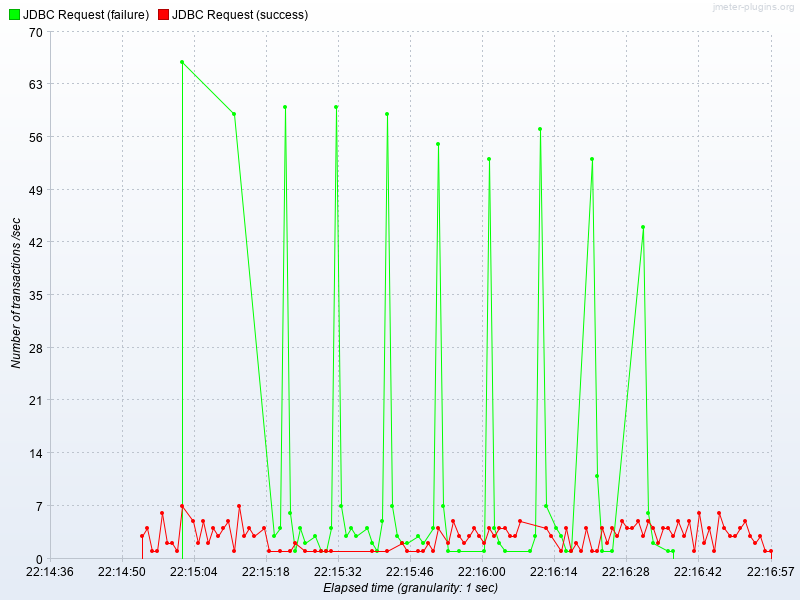 JDBC Request (failure) JDBC Request (success)
jmeter-plugins.org
70
63
56
49
42
35
28
21
14
7
0
Number of transactions /sec
22:14:36 22:14:50 22:15:04 22:15:18 22:15:32 22:15:46 22:16:00 22:16:14 22:16:28 22:16:42 22:16:57
Elapsed time (granularity: 1 sec)